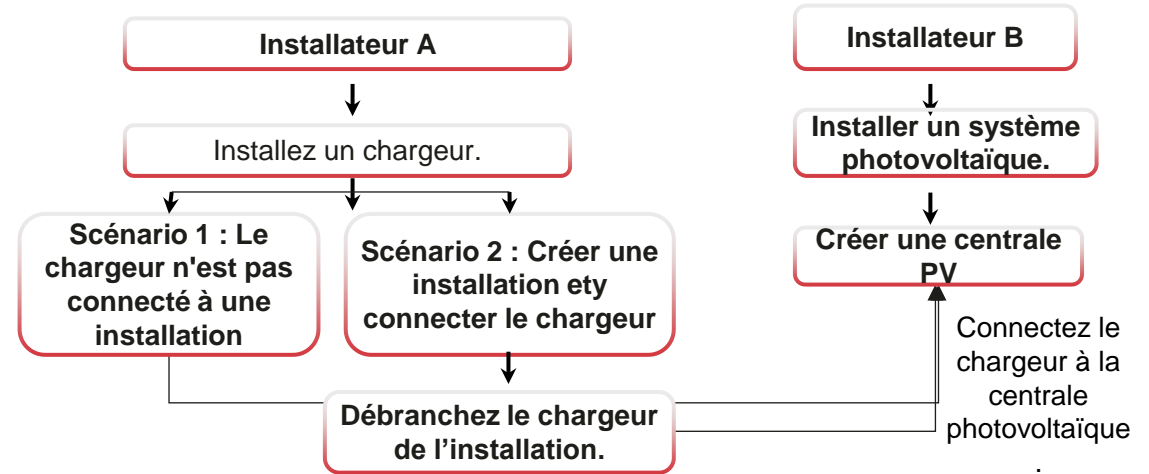 Installateur A
Installateur B
Installez un chargeur.
Installer un système
photovoltaïque.
Scénario 1 : Le
chargeur n'est pas
connecté à une
installation
Scénario 2 : Créer une
installation ety
connecter le chargeur
Créer une centrale
PV
Connectez le
chargeur à la
centrale
photovoltaïque
.
Débranchez le chargeur
de l’installation.